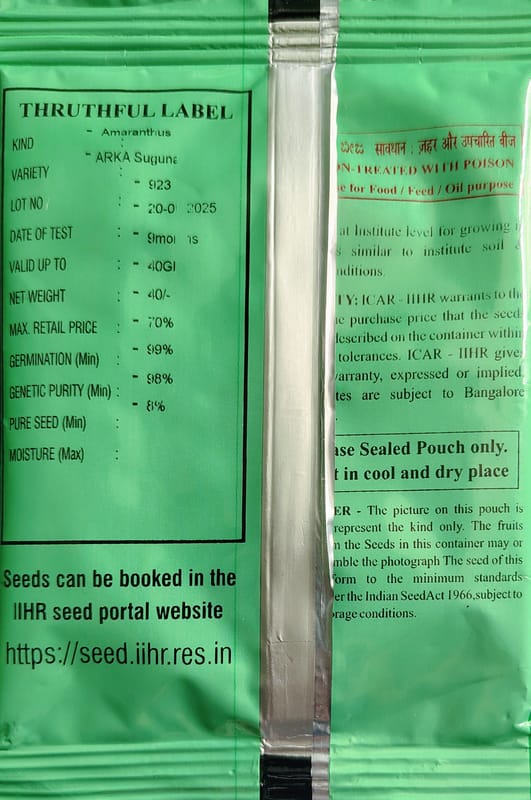 THRUTHFUL LABEL
KIND - Amaranthus
VARIETY - ARKA Suguna
LOT NO - 923
DATE OF TEST : - 20-0 2025
VALID UP TO : - 9mo s
NET WEIGHT : - 40G
MAX. RETAIL PRICE : - 40/-
GERMINATION (Min) : - 70%
GENETIC PURITY (Min) : - 99%
PURE SEED (Min) : - 98%
MOISTURE (Max) : - 8%
Seeds can be booked in the
IIHR seed portal website
https://seed.iihr.res.in
सावधान : ज़हर और उपचारित बीज
N-TREATED WITH POISON
e for Food / Feed / Oil purpose
at Institute level for growing
s similar to institute soil
nditions.
TY: ICAR - IIHR warrants to the
e purchase price that the seed
described on the container within
tolerances. ICAR - IIHR give
arranty, expressed or implied
tes are subject to Bangalore
ase Sealed Pouch only.
t in cool and dry place
ER - The picture on this pouch is
represent the kind only. The fruits
n the Seeds in this container may or
mble the photograph The seed of this
orm to the minimum standards
er the Indian SeedAct 1966,subject to
rage conditions.